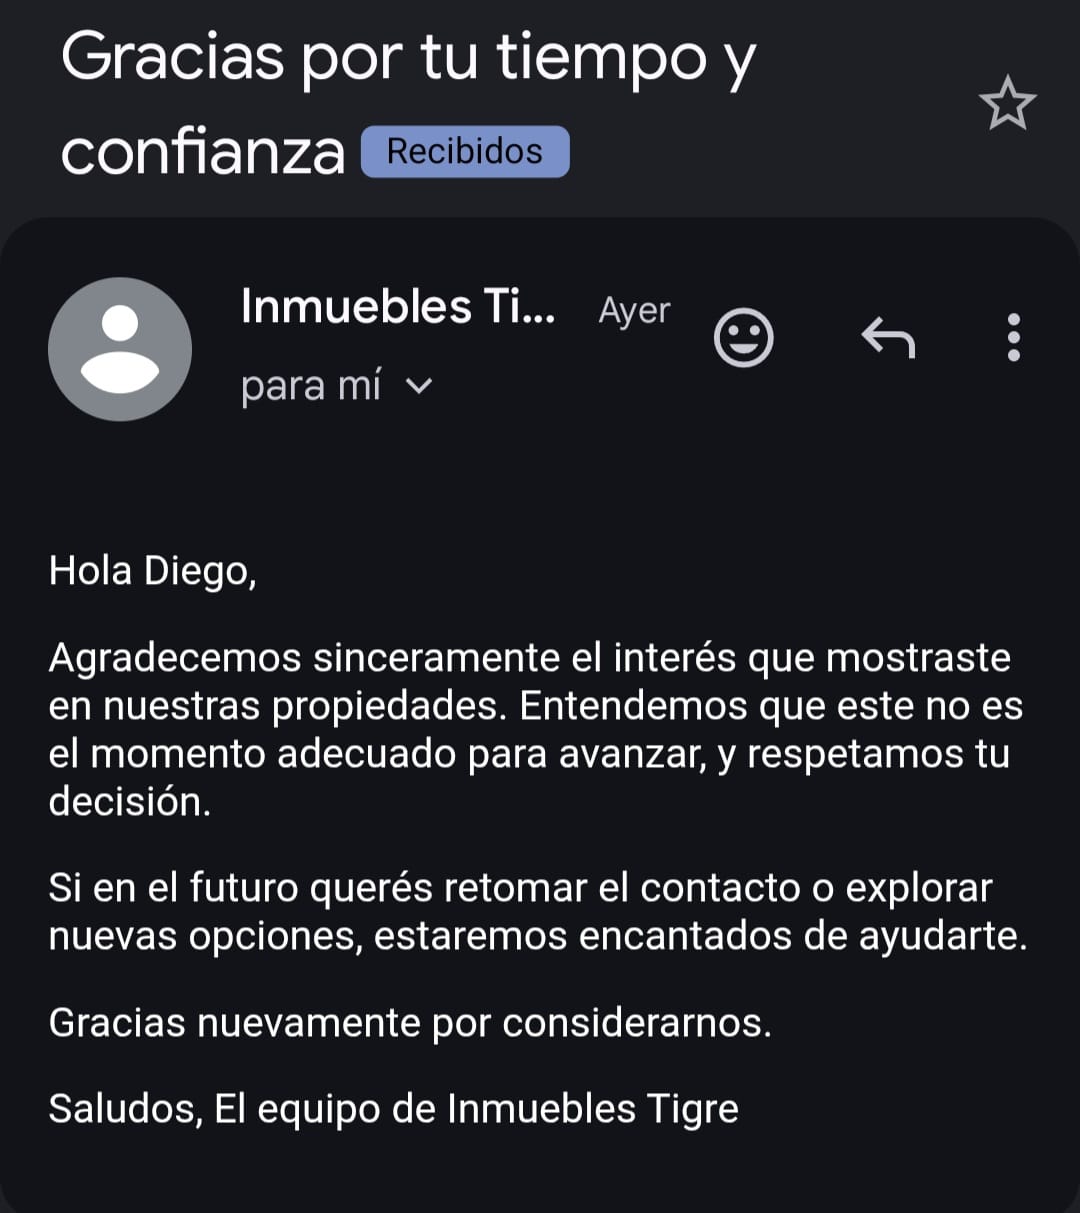 Gracias por tu tiempo y
confianza Recibidos
Inmuebles Ti... Ayer
para mí
Hola Diego,
Agradecemos sinceramente el interés que mostraste
en nuestras propiedades. Entendemos que este no es
el momento adecuado para avanzar, y respetamos tu
decisión.
Si en el futuro querés retomar el contacto o explorar
nuevas opciones, estaremos encantados de ayudarte.
Gracias nuevamente por considerarnos.
Saludos, El equipo de Inmuebles Tigre